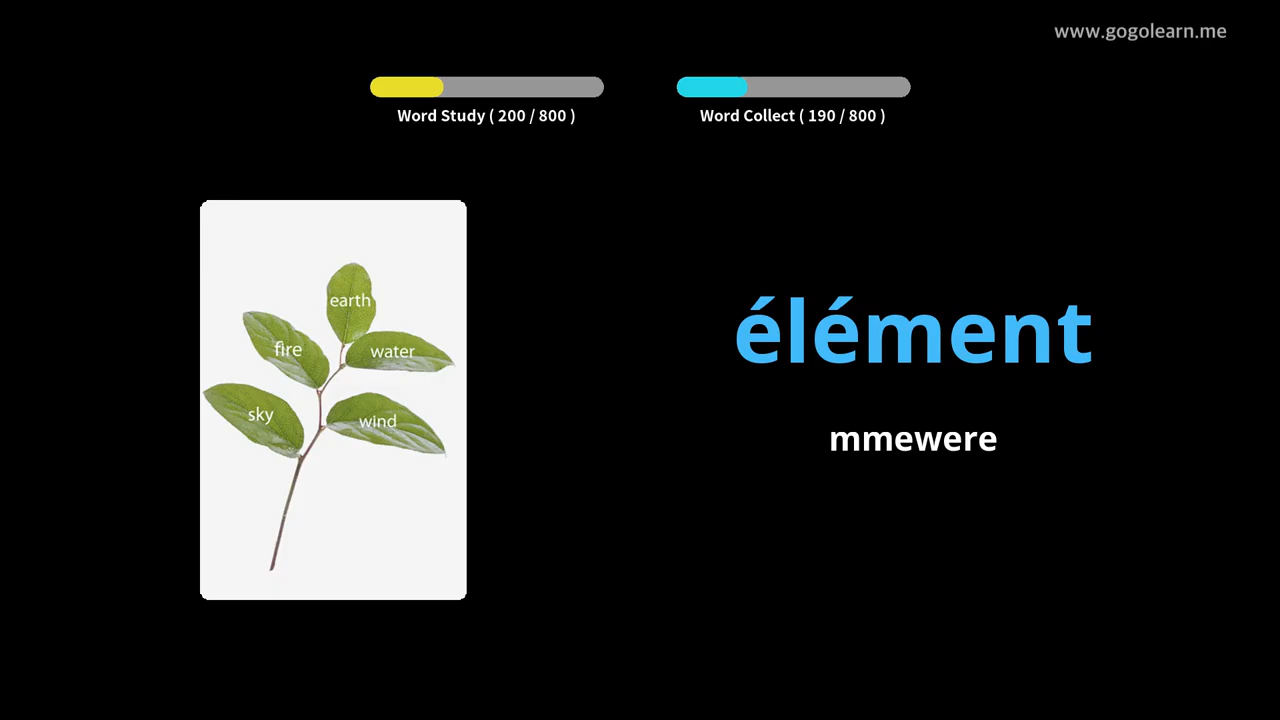 www.gogolearn.me
Word Study ( 200 / 800 )
Word Collect ( 190 / 800 )
earth
fire
water
sky
wind
élément
mmewere